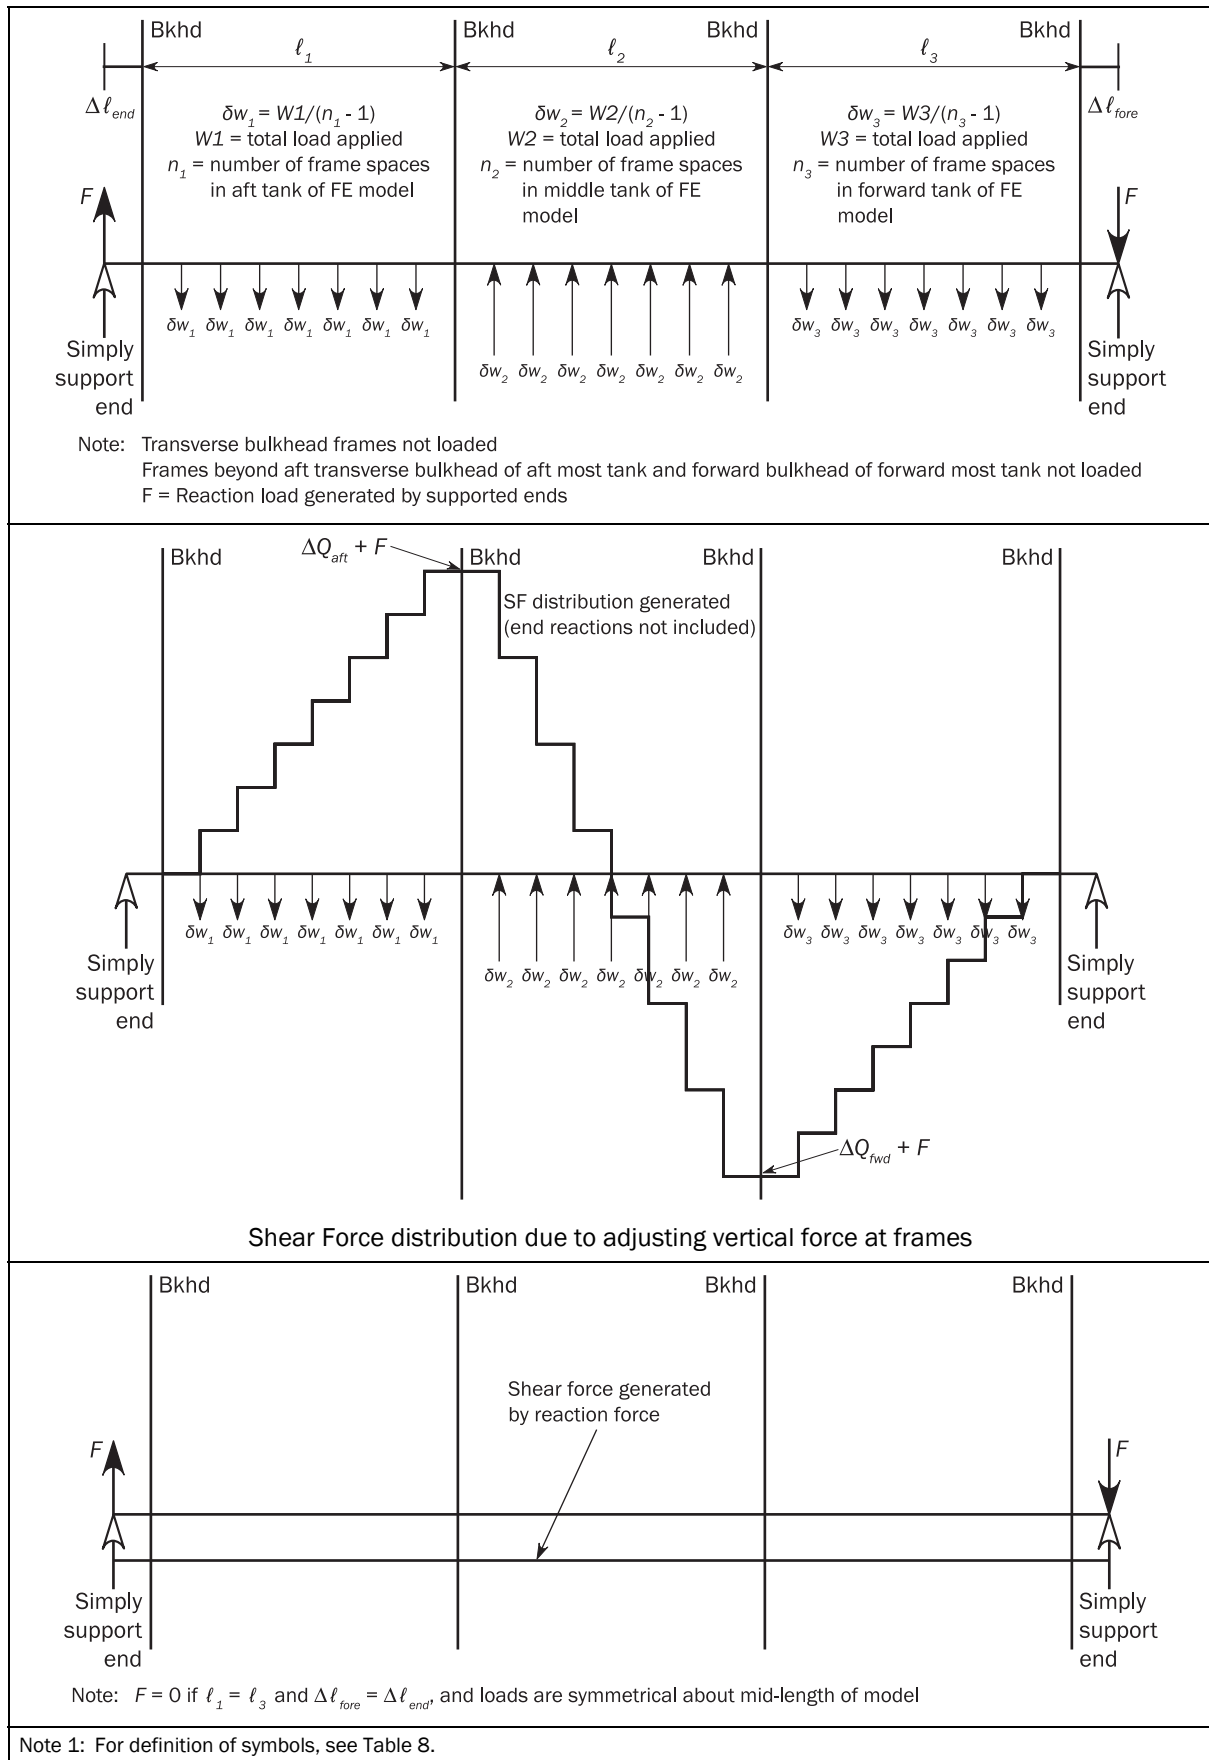 Bkhd
Bkhd
Bkhd
Bkhd
ℓ₁
ℓ₂
ℓ₃
Δℓ_end
Δℓ_fore
δw₁ = W1/(n₁ - 1)
W1 = total load applied
n₁ = number of frame spaces
in aft tank of FE model
δw₂ = W2/(n₂ - 1)
W2 = total load applied
n₂ = number of frame spaces
in middle tank of FE
model
δw₃ = W3/(n₃ - 1)
W3 = total load applied
n₃ = number of frame spaces
in forward tank of FE
model
F
F
δw₁ δw₁ δw₁ δw₁ δw₁ δw₁ δw₁
δw₂ δw₂ δw₂ δw₂ δw₂ δw₂ δw₂
δw₃ δw₃ δw₃ δw₃ δw₃ δw₃ δw₃
Simply
support
end
Simply
support
end
Note: Transverse bulkhead frames not loaded
Frames beyond aft transverse bulkhead of aft most tank and forward bulkhead of forward most tank not loaded
F = Reaction load generated by supported ends
Bkhd
ΔQ_aft + F
Bkhd
Bkhd
Bkhd
SF distribution generated
(end reactions not included)
δw₁ δw₁ δw₁ δw₁ δw₁ δw₁ δw₁
δw₂ δw₂ δw₂ δw₂ δw₂ δw₂ δw₂
δw₃ δw₃ δw₃ δw₃ δw₃ δw₃ δw₃
Simply
support
end
Simply
support
end
ΔQ_fwd + F
Shear Force distribution due to adjusting vertical force at frames
Bkhd
Bkhd
Bkhd
Bkhd
Shear force generated
by reaction force
F
F
Simply
support
end
Simply
support
end
Note: F = 0 if ℓ₁ = ℓ₃ and Δℓ_fore = Δℓ_end, and loads are symmetrical about mid-length of model
Note 1: For definition of symbols, see Table 8.